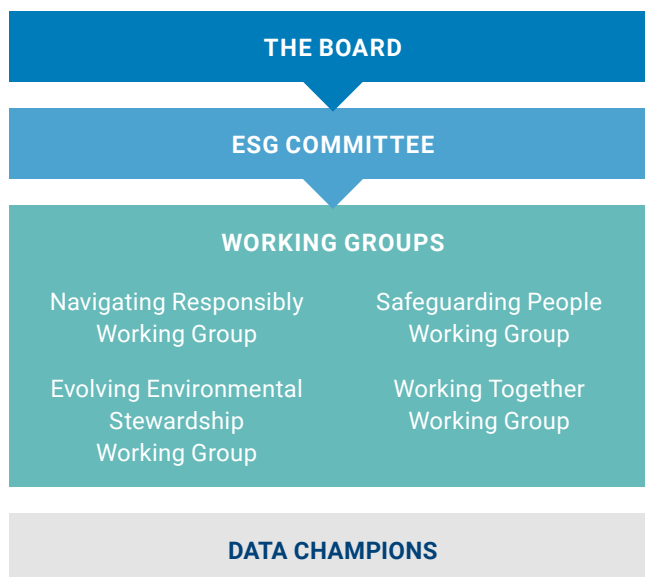 THE BOARD
ESG COMMITTEE
WORKING GROUPS
Navigating Responsibly
Working Group
Safeguarding People
Working Group
Evolving Environmental
Stewardship
Working Group
Working Together
Working Group
DATA CHAMPIONS